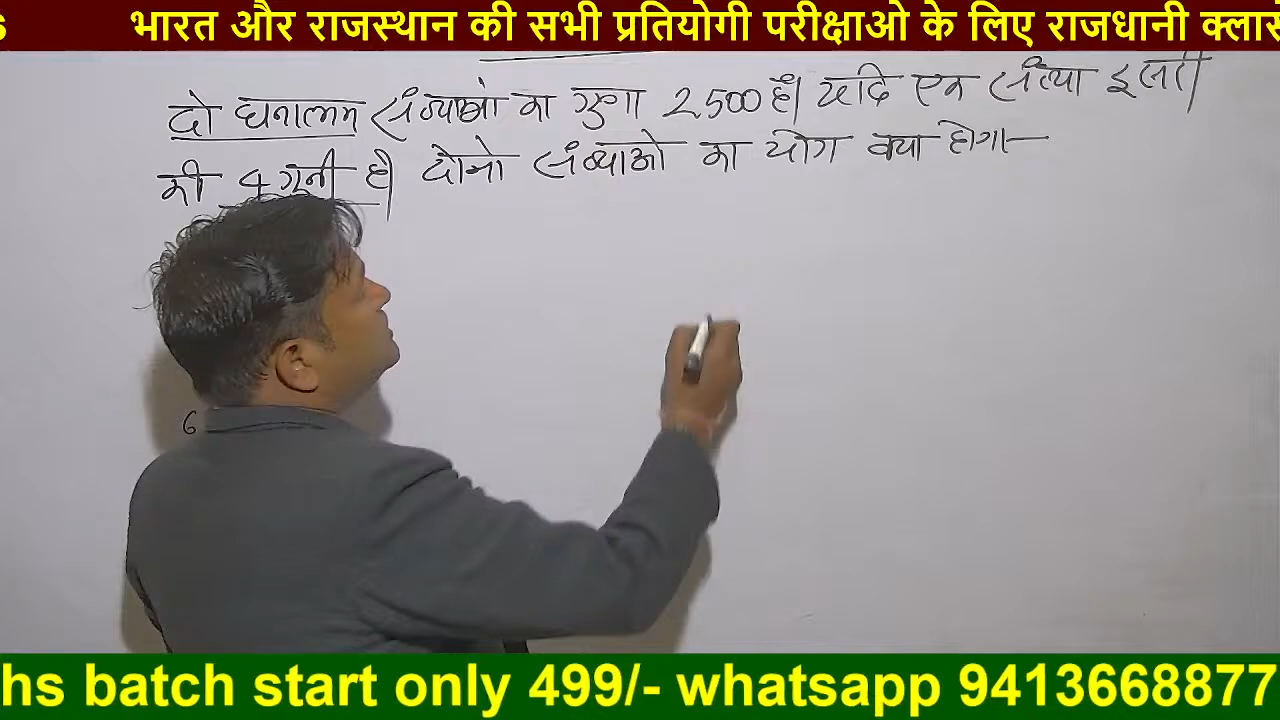 s भारत और राजस्थान की सभी प्रतियोगी परीक्षाओ के लिए राजधानी क्लासे
दो धनात्मक संख्याओं का गुणा 2500 है। यदि एक संख्या दुसरी
की 4 गुनी है। दोनो संख्याओ का योग क्या होगा—
6
hs batch start only 499/- whatsapp 9413668877